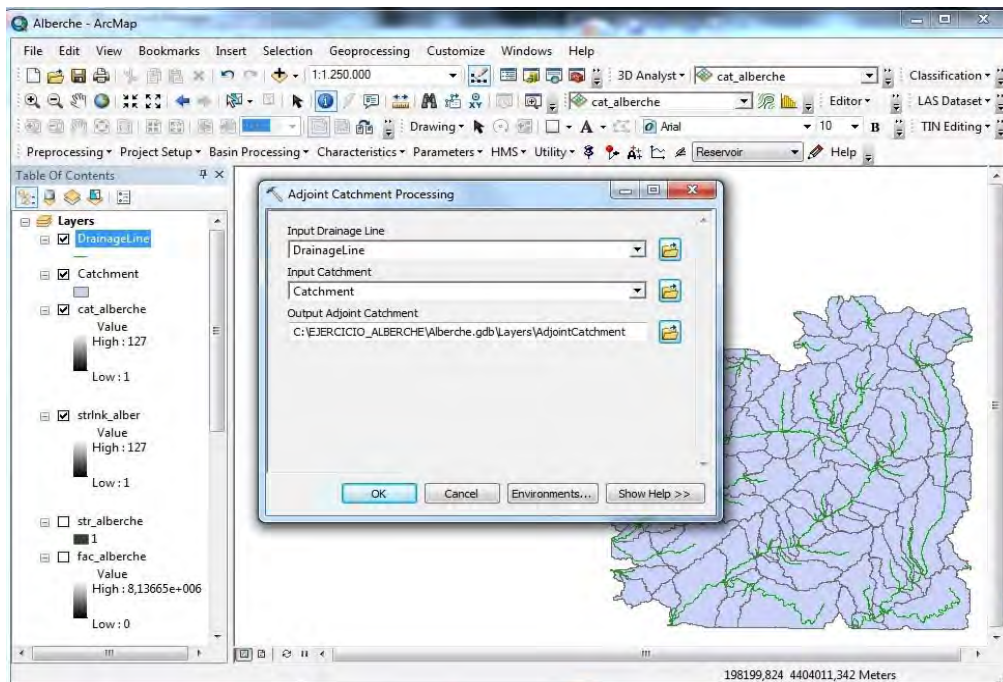 Alberche - ArcMap
File Edit View Bookmarks Insert Selection Geoprocessing Customize Windows Help
1:1.250.000 3D Analyst cat_alberche Classification
cat_alberche Editor LAS Dataset
Drawing Arial 10 B TIN Editing
Preprocessing Project Setup Basin Processing Characteristics Parameters HMS Utility Reservoir Help
Table Of Contents
Layers
DrainageLine
Catchment
cat_alberche
Value
High : 127
Low : 1
strlnk_alber
Value
High : 127
Low : 1
str_alberche
1
fac_alberche
Value
High : 8,13665e+006
Low : 0
Adjoint Catchment Processing
Input Drainage Line
DrainageLine
Input Catchment
Catchment
Output Adjoint Catchment
C:\EJERCICIO_ALBERCHE\Alberche.gdb\Layers\AdjointCatchment
OK Cancel Environments... Show Help >>
198199,824 4404011,342 Meters